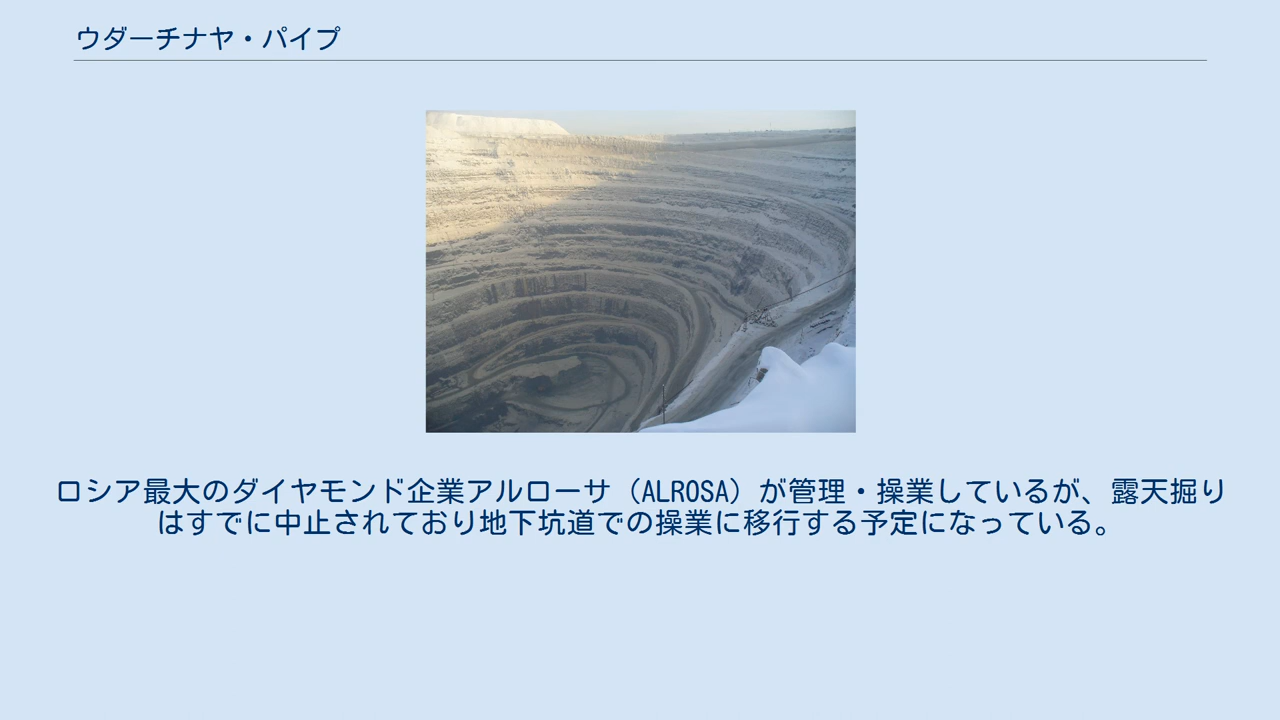 ウダーチナヤ・パイプ
ロシア最大のダイヤモンド企業アルローサ（ALROSA）が管理・操業しているが、露天掘り
はすでに中止されており地下坑道での操業に移行する予定になっている。